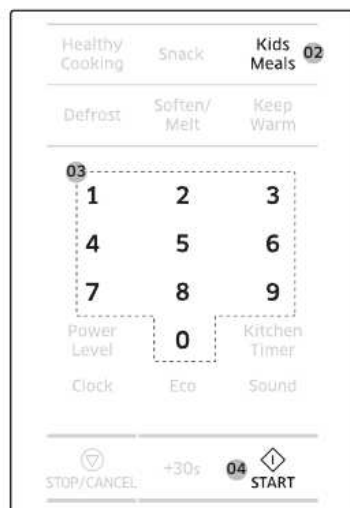 Healthy Cooking
Snack
Kids Meals
02
Defrost
Soften/ Melt
Keep Warm
03
1 2 3
4 5 6
7 8 9
Power Level
0
Kitchen Timer
Clock Eco Sound
STOP/CANCEL
+30s
04
START